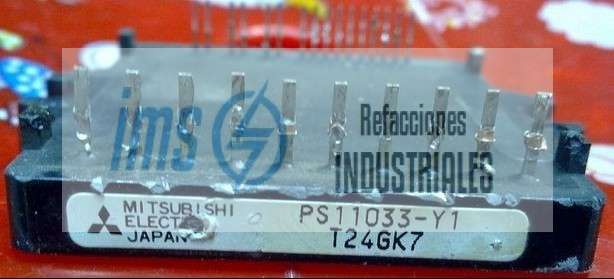 ims
Refacciones
INDUSTRIALES
MITSUBISHI
ELECTRIC
JAPAN
PS11033-Y1
T24GK7